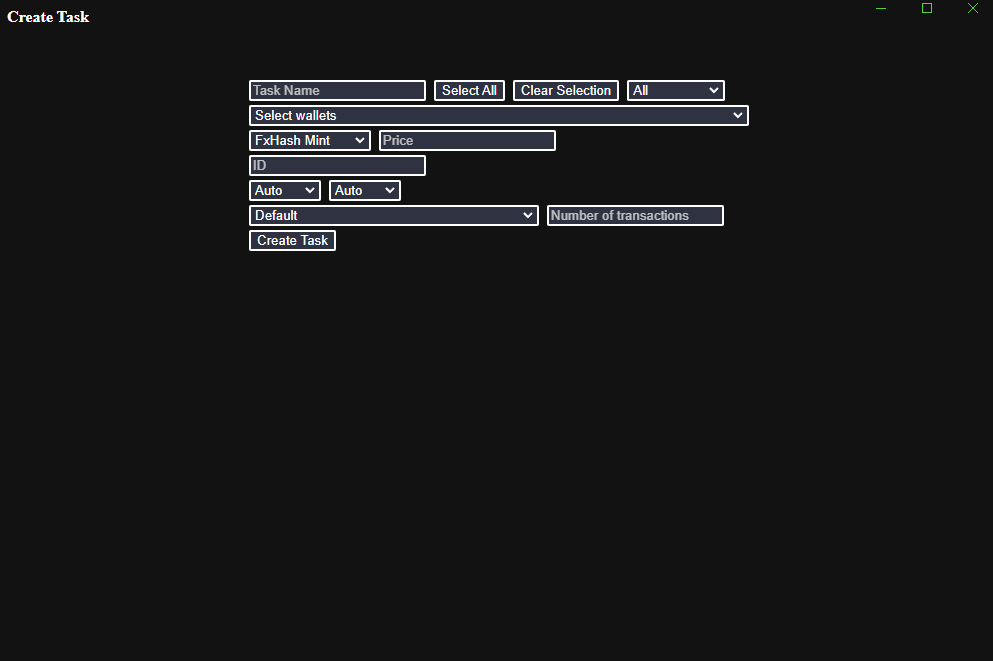 Create Task
Task Name Select All Clear Selection All
Select wallets
FxHash Mint Price
ID
Auto Auto
Default Number of transactions
Create Task